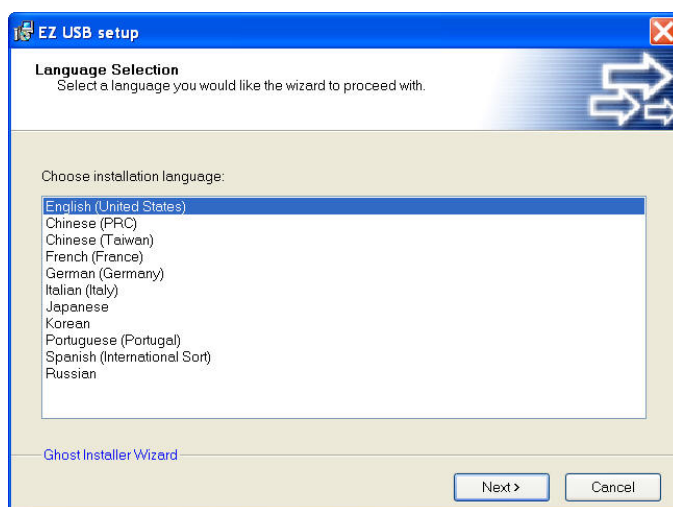 EZ USB setup
Language Selection
Select a language you would like the wizard to proceed with.
Choose installation language:
English (United States)
Chinese (PRC)
Chinese (Taiwan)
French (France)
German (Germany)
Italian (Italy)
Japanese
Korean
Portuguese (Portugal)
Spanish (International Sort)
Russian
Ghost Installer Wizard
Next > Cancel